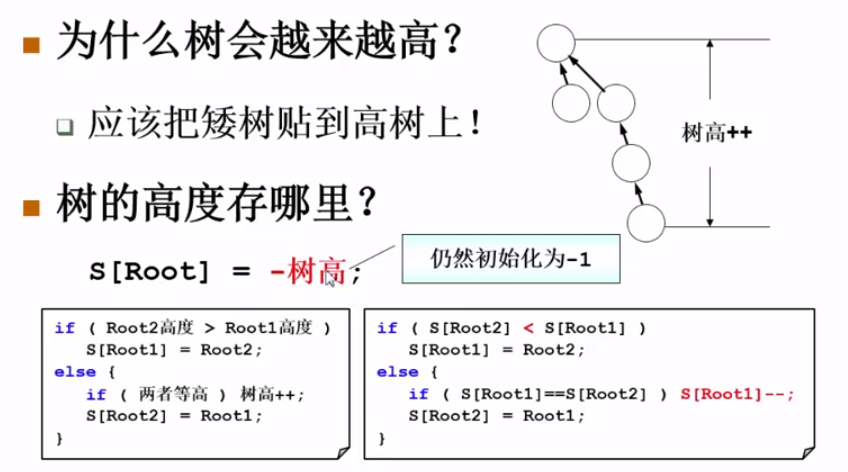 为什么树会越来越高？
应该把矮树贴到高树上！
树高++
树的高度存哪里？
S[Root] = -树高;
仍然初始化为-1
if ( Root2高度 > Root1高度 )
S[Root1] = Root2;
else {
if ( 两者等高 ) 树高++;
S[Root2] = Root1;
}
if ( S[Root2] < S[Root1] )
S[Root1] = Root2;
else {
if ( S[Root1]==S[Root2] ) S[Root1]--;
S[Root2] = Root1;
}